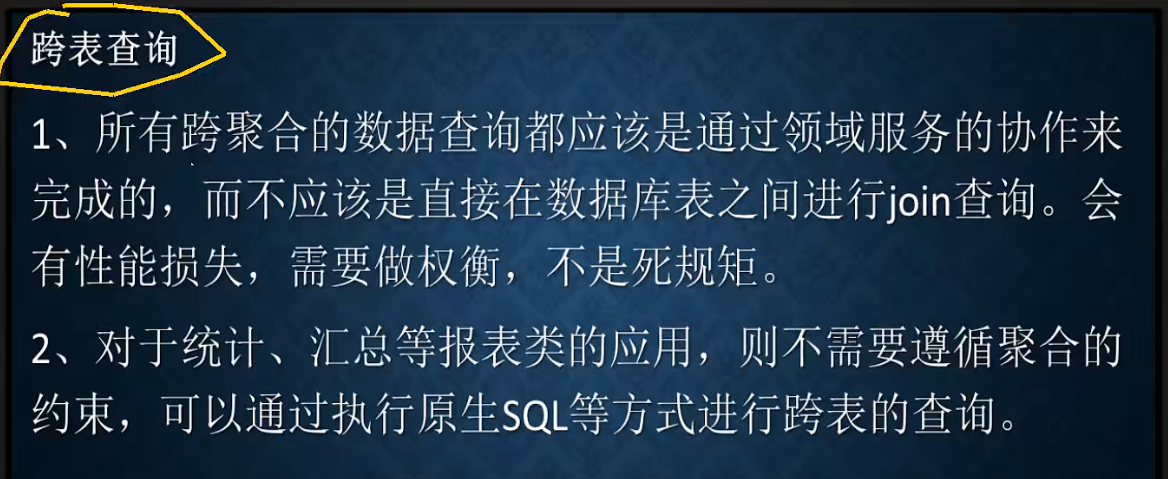 跨表查询
1、所有跨聚合的数据查询都应该是通过领域服务的协作来
完成的，而不应该是直接在数据库表之间进行join查询。会
有性能损失，需要做权衡，不是死规矩。
2、对于统计、汇总等报表类的应用，则不需要遵循聚合的
约束，可以通过执行原生SQL等方式进行跨表的查询。